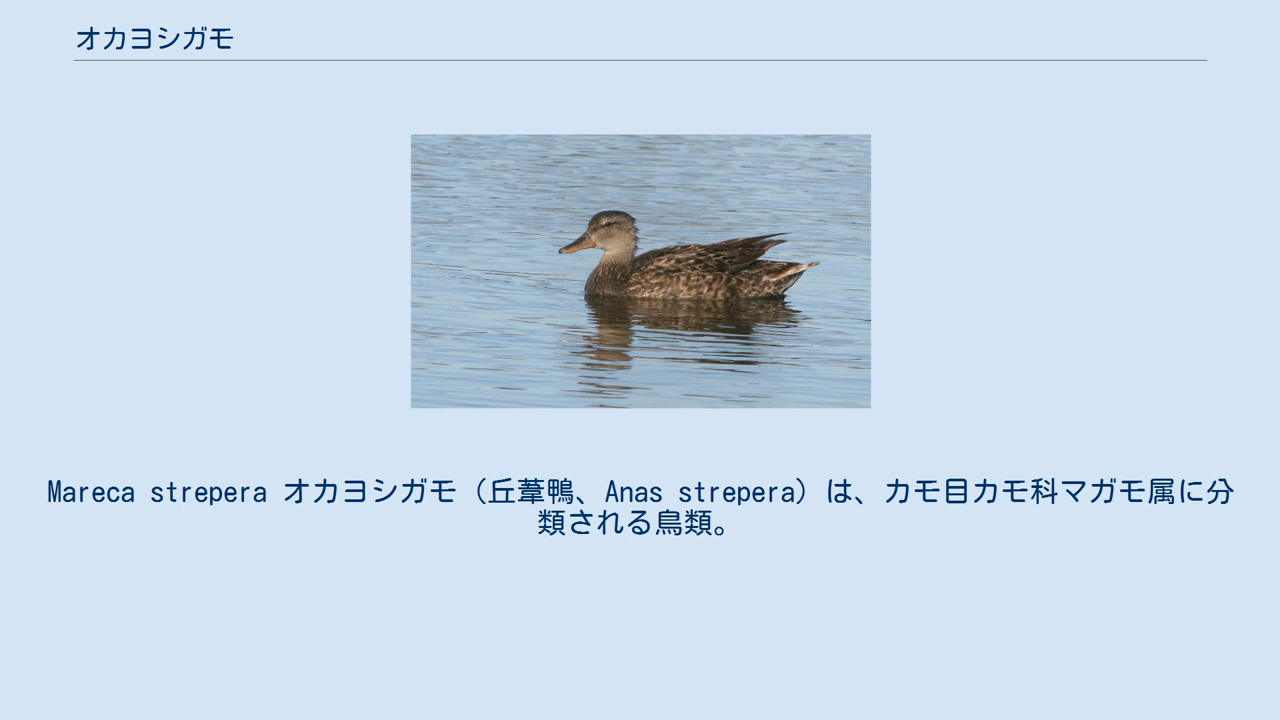 オカヨシガモ
Mareca strepera オカヨシガモ（丘葦鴨、Anas strepera）は、カモ目カモ科マガモ属に分
類される鳥類。